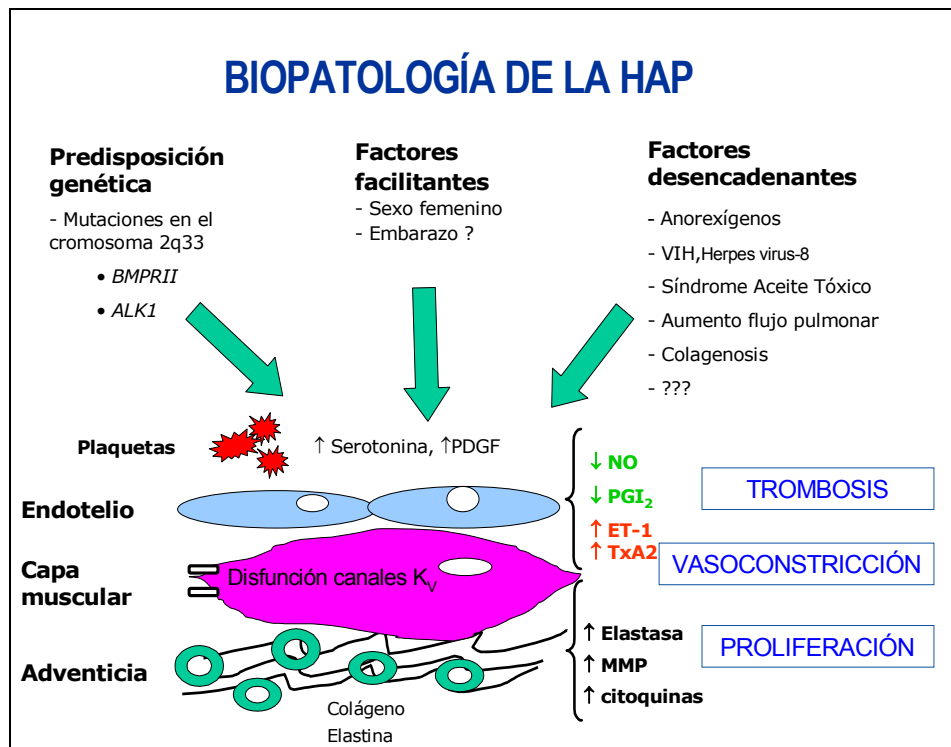 BIOPATOLOGÍA DE LA HAP
Predisposición
genética
- Mutaciones en el
cromosoma 2q33
• BMPRII
• ALK1
Factores
facilitantes
- Sexo femenino
- Embarazo ?
Factores
desencadenantes
- Anorexígenos
- VIH,Herpes virus-8
- Síndrome Aceite Tóxico
- Aumento flujo pulmonar
- Colagenosis
- ???
Plaquetas
↑ Serotonina, ↑PDGF
Endotelio
↓ NO
↓ PGI₂
↑ ET-1
↑ TxA2
TROMBOSIS
Capa
muscular
Disfunción canales Kᵥ
VASOCONSTRICCIÓN
Adventicia
↑ Elastasa
↑ MMP
↑ citoquinas
PROLIFERACIÓN
Colágeno
Elastina